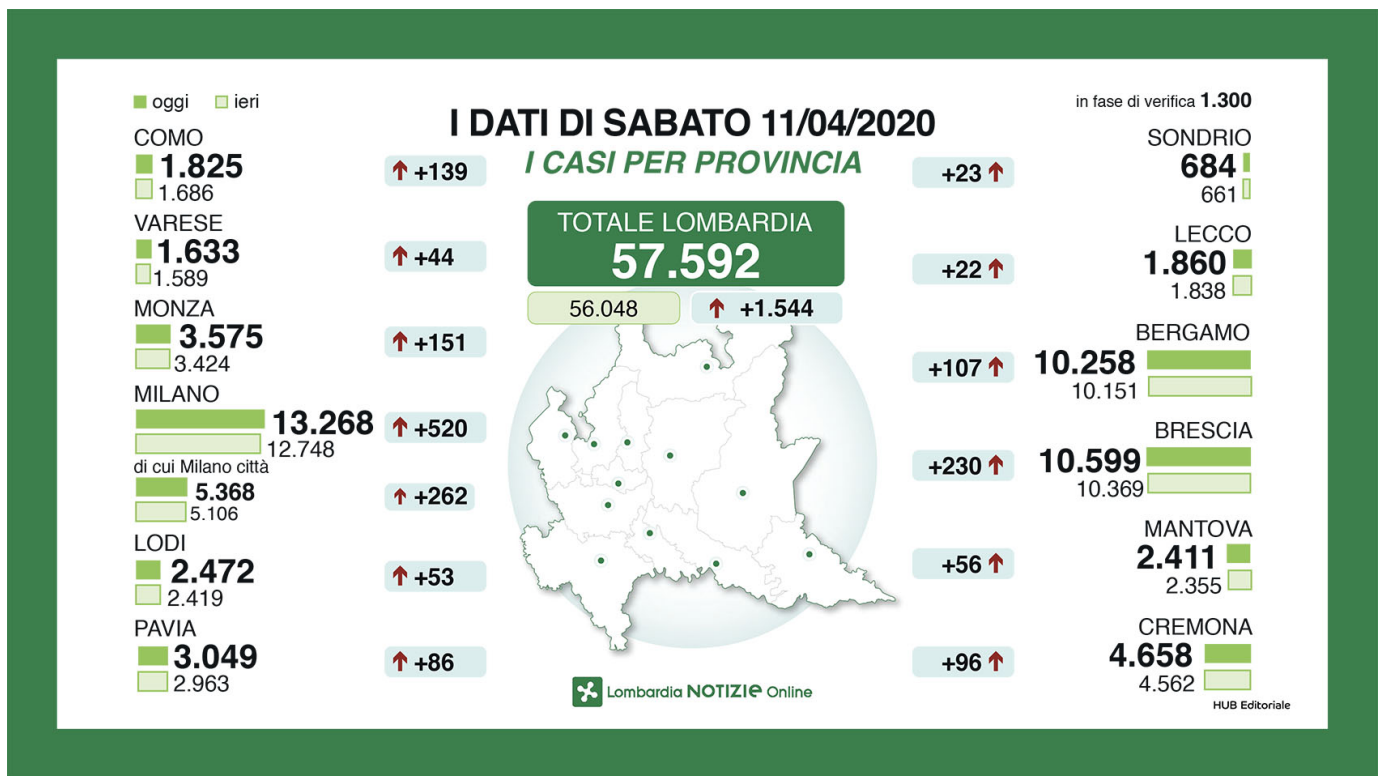 oggi ieri
I DATI DI SABATO 11/04/2020
I CASI PER PROVINCIA
in fase di verifica 1.300
TOTALE LOMBARDIA
57.592
56.048 +1.544
COMO
1.825
1.686
+139
VARESE
1.633
1.589
+44
MONZA
3.575
3.424
+151
MILANO
13.268
12.748
+520
di cui Milano città
5.368
5.106
+262
LODI
2.472
2.419
+53
PAVIA
3.049
2.963
+86
SONDRIO
684
661
+23
LECCO
1.860
1.838
+22
BERGAMO
10.258
10.151
+107
BRESCIA
10.599
10.369
+230
MANTOVA
2.411
2.355
+56
CREMONA
4.658
4.562
+96
Lombardia NOTIZIe Online
HUB Editoriale